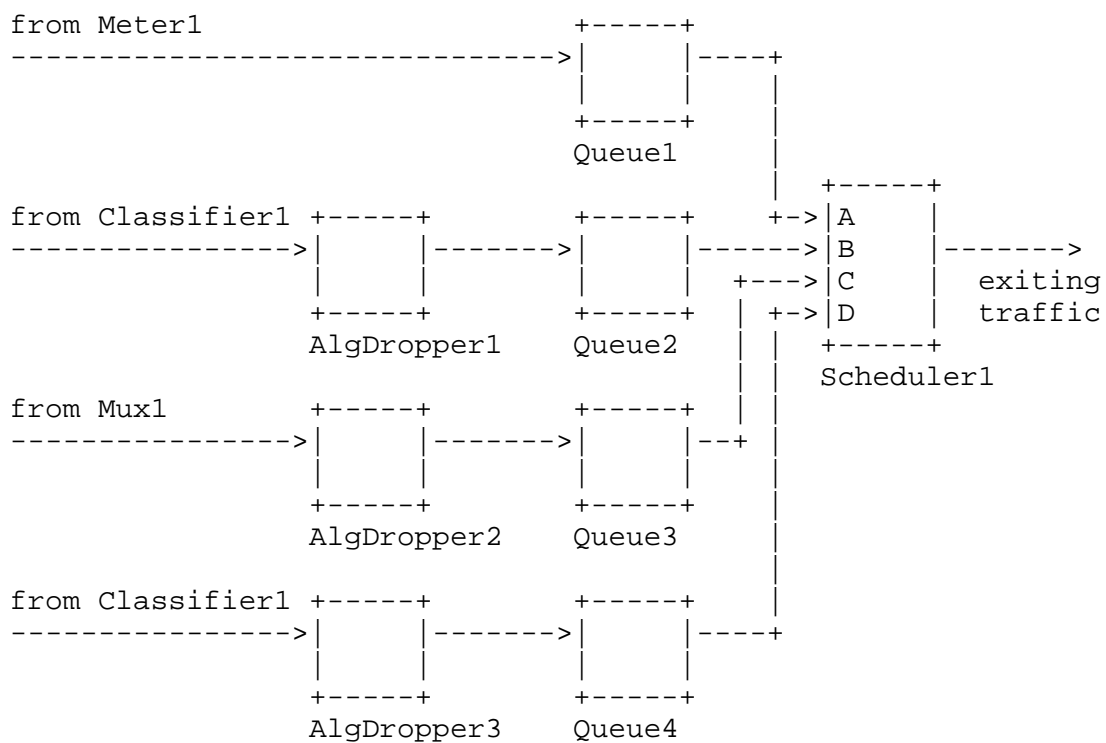 from Meter1
Queue1
from Classifier1
A
B
C exiting
D traffic
AlgDropper1 Queue2
Scheduler1
from Mux1
AlgDropper2 Queue3
from Classifier1
AlgDropper3 Queue4